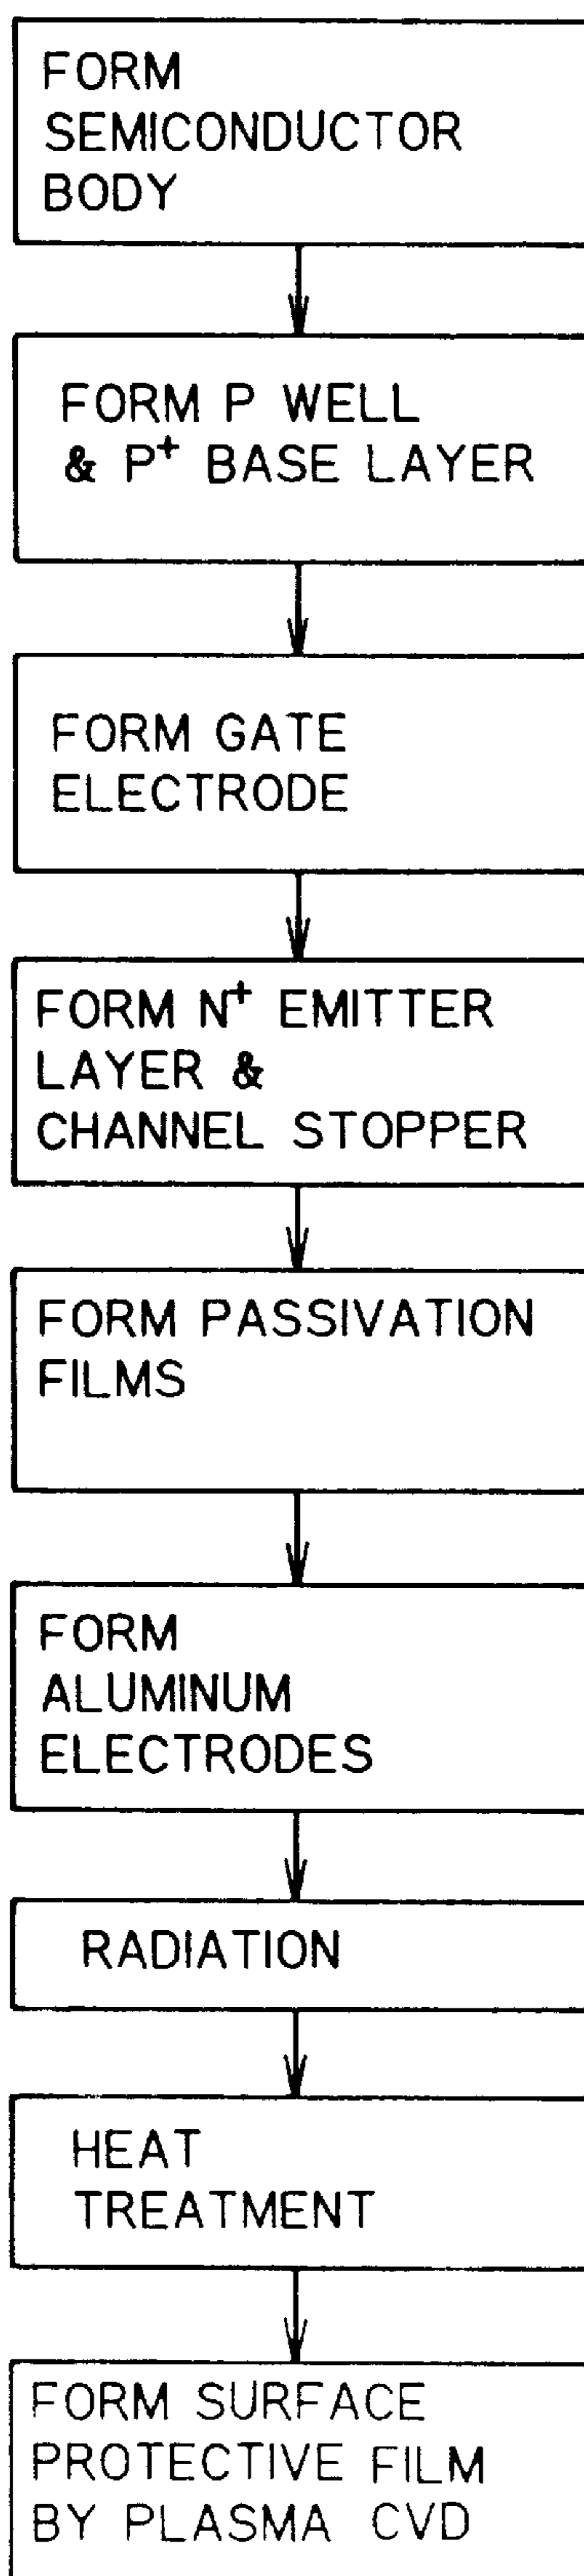 FORM
SEMICONDUCTOR
BODY
FORM P WELL
& P+ BASE LAYER
FORM GATE
ELECTRODE
FORM N+ EMITTER
LAYER &
CHANNEL STOPPER
FORM PASSIVATION
FILMS
FORM
ALUMINUM
ELECTRODES
RADIATION
HEAT
TREATMENT
FORM SURFACE
PROTECTIVE FILM
BY PLASMA CVD